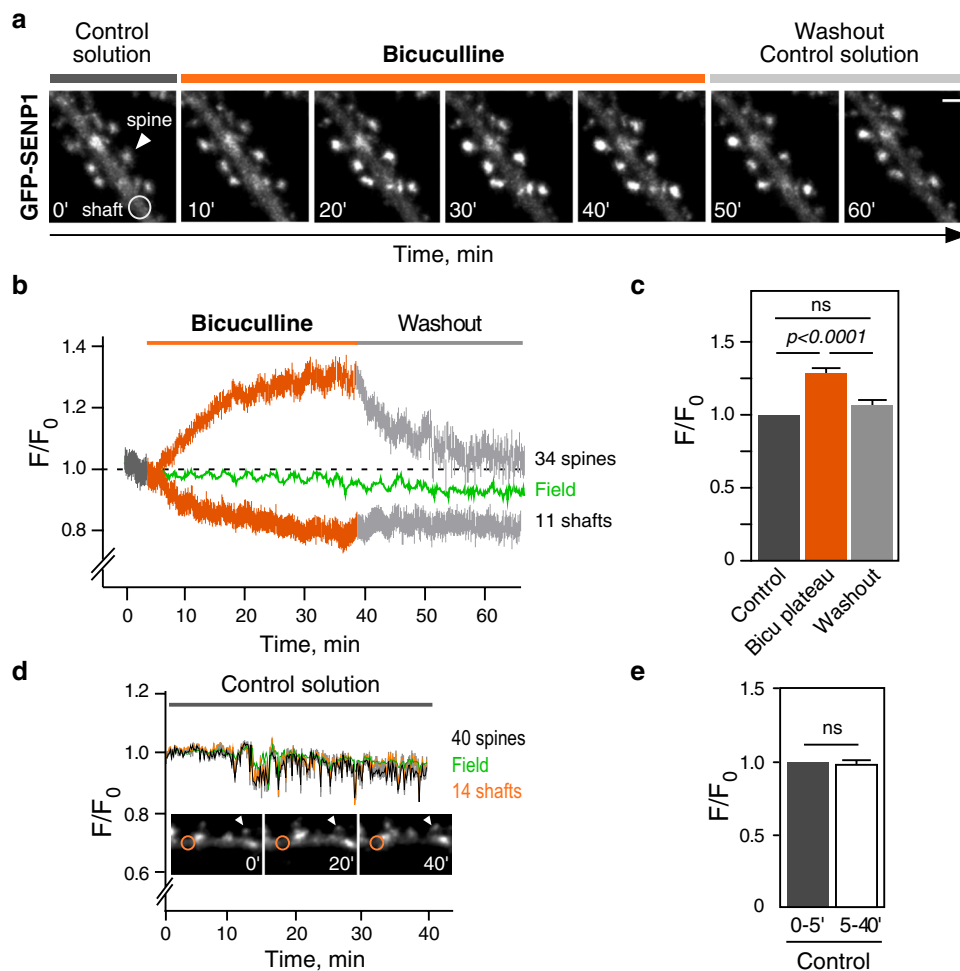 a
Control solution
Bicuculline
Washout Control solution
GFP-SENP1
spine
shaft
0'
10'
20'
30'
40'
50'
60'
Time, min
b
Bicuculline
Washout
F/F0
1.4
1.2
1.0
0.8
34 spines
Field
11 shafts
0 10 20 30 40 50 60
Time, min
c
ns
p<0.0001
F/F0
1.5
1.0
0.5
0
Control
Bicu plateau
Washout
d
Control solution
F/F0
1.2
1.0
0.8
0.6
40 spines
Field
14 shafts
0'
20'
40'
0 10 20 30 40
Time, min
e
ns
F/F0
1.5
1.0
0.5
0
0-5' 5-40'
Control